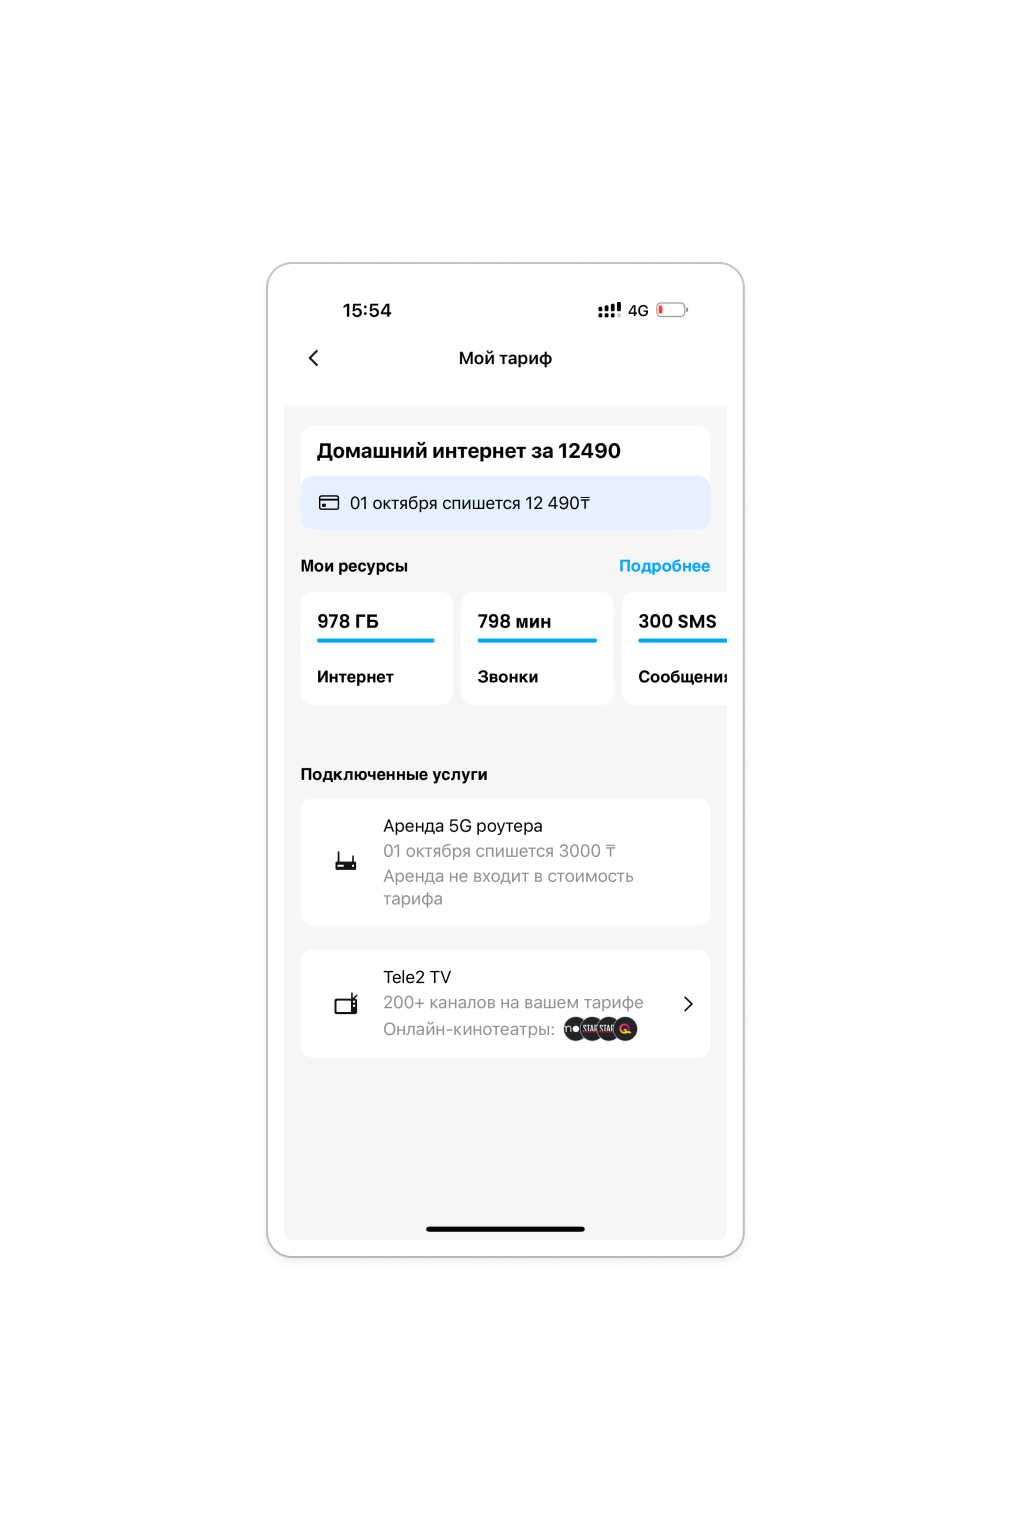 15:54
4G
Мой тариф
Домашний интернет за 12490
01 октября спишется 12 490₸
Мои ресурсы
Подробнее
978 ГБ
798 мин
300 SMS
Интернет
Звонки
Сообщения
Подключенные услуги
Аренда 5G роутера
01 октября спишется 3000 ₸
Аренда не входит в стоимость
тарифа
Tele2 TV
200+ каналов на вашем тарифе
Онлайн-кинотеатры: